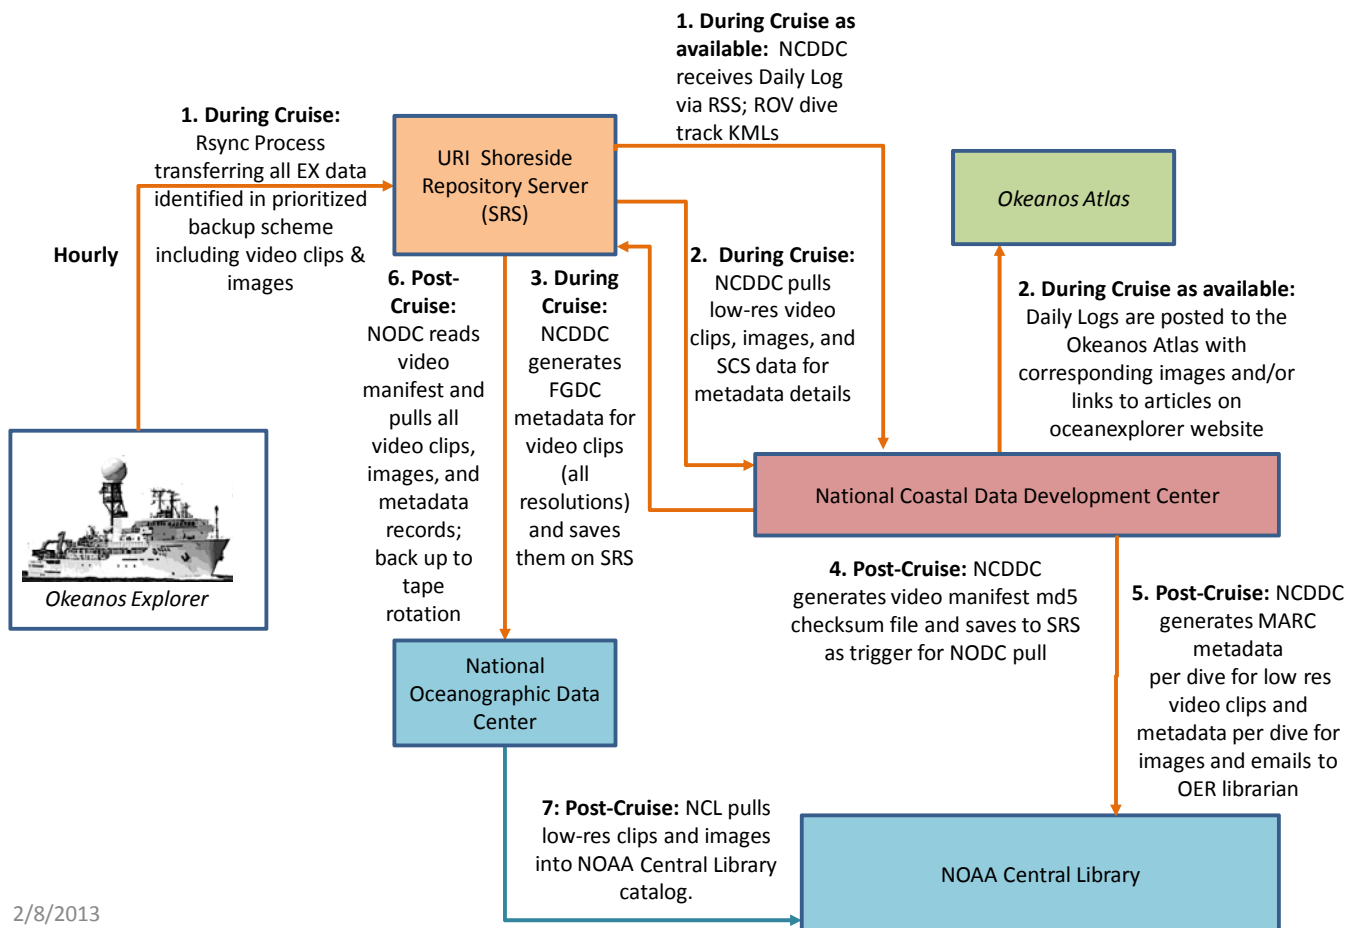 1. During Cruise as
available: NCDDC
receives Daily Log
via RSS; ROV dive
track KMLs
1. During Cruise:
Rsync Process
transferring all EX data
identified in prioritized
backup scheme
including video clips &
images
Hourly
URI Shoreside
Repository Server
(SRS)
Okeanos Atlas
6. Post-
Cruise:
NODC reads
video
manifest and
pulls all
video clips,
images, and
metadata
records;
back up to
tape
rotation
3. During
Cruise:
NCDDC
generates
FGDC
metadata for
video clips
(all
resolutions)
and saves
them on SRS
2. During Cruise:
NCDDC pulls
low-res video
clips, images, and
SCS data for
metadata details
2. During Cruise as available:
Daily Logs are posted to the
Okeanos Atlas with
corresponding images and/or
links to articles on
oceanexplorer website
Okeanos Explorer
National Coastal Data Development Center
4. Post-Cruise: NCDDC
generates video manifest md5
checksum file and saves to SRS
as trigger for NODC pull
5. Post-Cruise: NCDDC
generates MARC
metadata
per dive for low res
video clips and
metadata per dive for
images and emails to
OER librarian
National
Oceanographic Data
Center
7: Post-Cruise: NCL pulls
low-res clips and images
into NOAA Central Library
catalog.
NOAA Central Library
2/8/2013